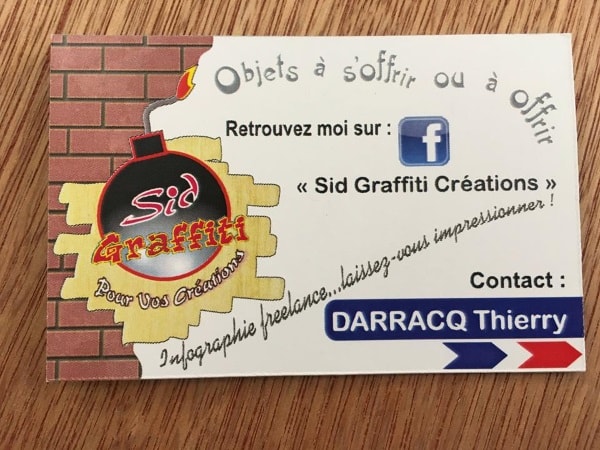 Objets à s'offrir ou à offrir
Retrouvez moi sur :
f
« Sid Graffiti Créations »
Sid
Graffiti
Pour Vos Créations
Infographie freelance...laissez-vous impressionner !
Contact :
DARRACQ Thierry